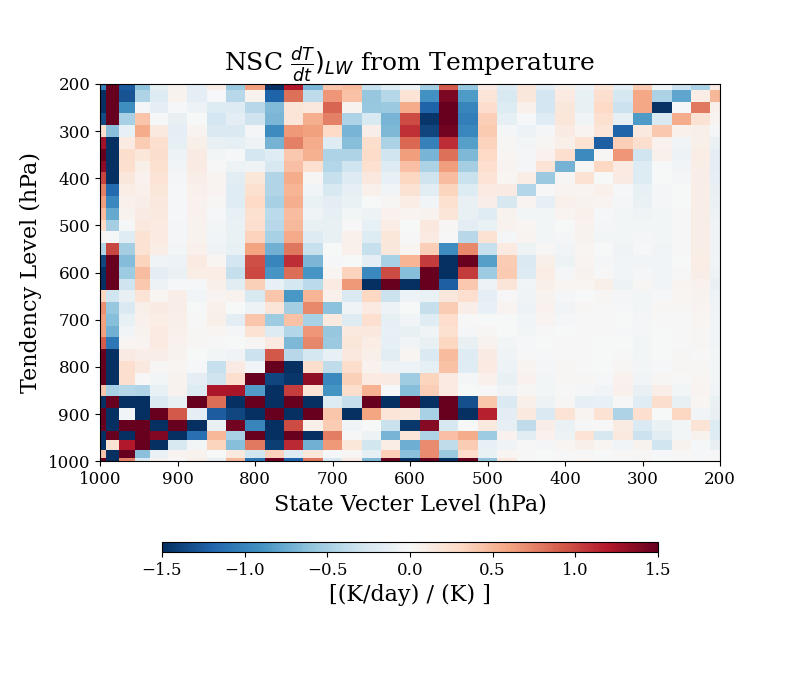 NSC $\frac{dT}{dt})_{LW}$ from Temperature
Tendency Level (hPa)
200
300
400
500
600
700
800
900
1000
1000 900 800 700 600 500 400 300 200
State Vecter Level (hPa)
−1.5 −1.0 −0.5 0.0 0.5 1.0 1.5
[(K/day) / (K) ]